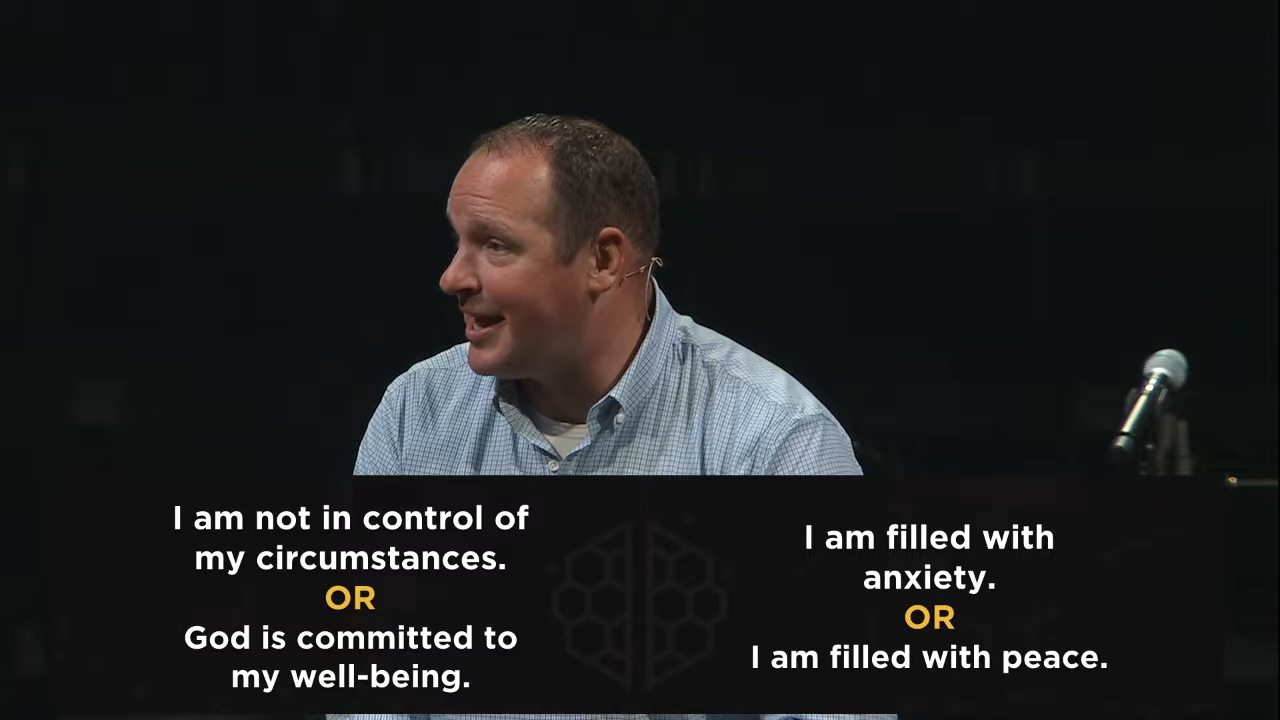 I am not in control of
my circumstances.
OR
God is committed to
my well-being.
I am filled with
anxiety.
OR
I am filled with peace.